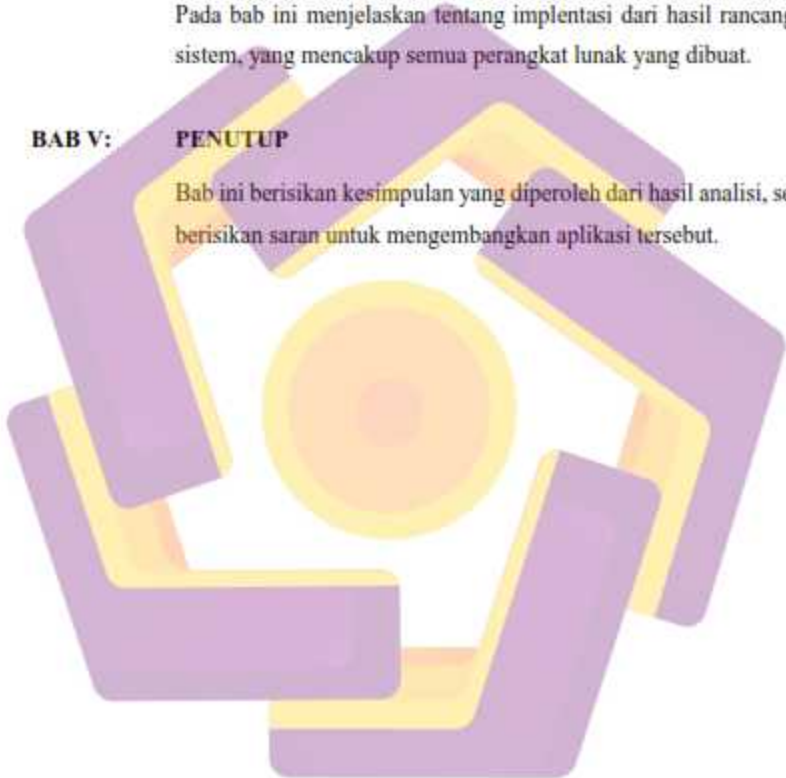 Pada bab ini menjelaskan tentang implentasi dari hasil rancang
sistem, yang mencakup semua perangkat lunak yang dibuat.
BAB V: PENUTUP
Bab ini berisikan kesimpulan yang diperoleh dari hasil analisi, se
berisikan saran untuk mengembangkan aplikasi tersebut.